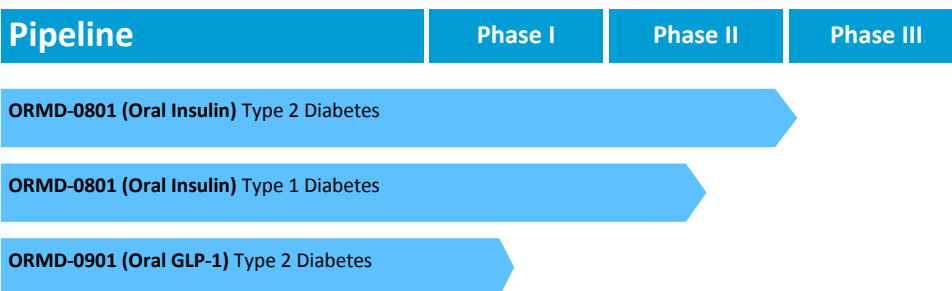 Pipeline Phase I Phase II Phase III
ORMD-0801 (Oral Insulin) Type 2 Diabetes
ORMD-0801 (Oral Insulin) Type 1 Diabetes
ORMD-0901 (Oral GLP-1) Type 2 Diabetes